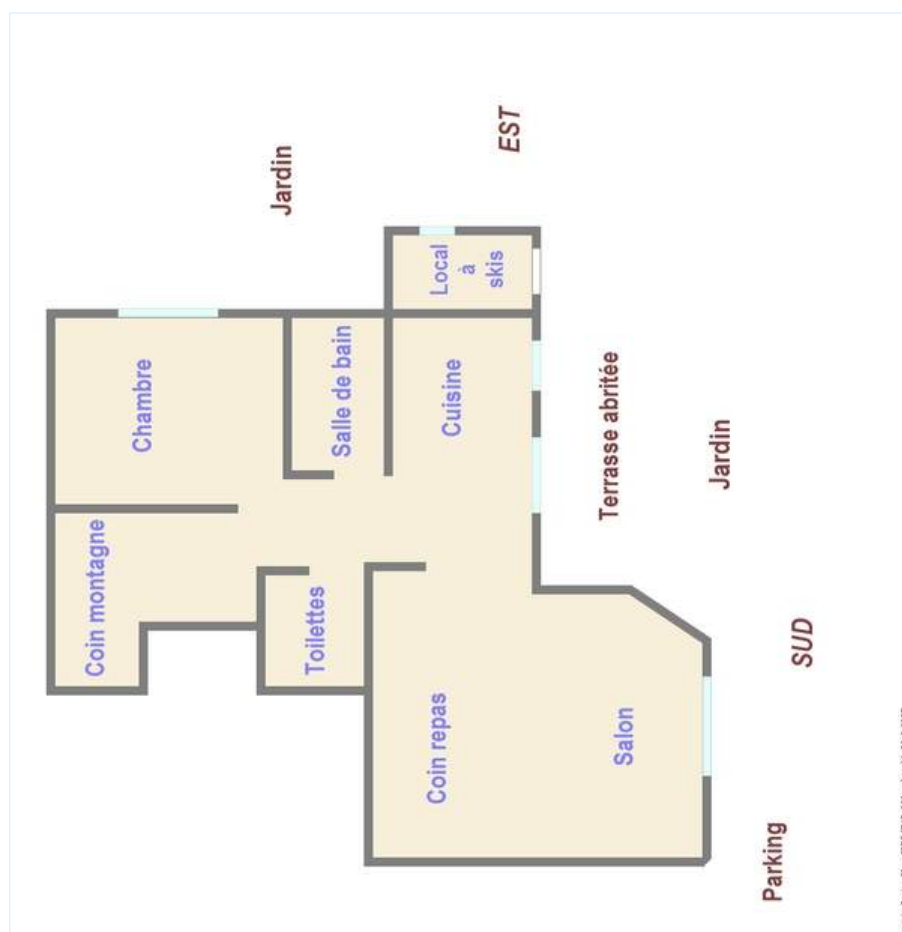 Coin montagne
Chambre
Jardin
Toilettes
Salle de bain
Coin repas
Cuisine
Local
à
skis
EST
Salon
Terrasse abritée
Jardin
Parking
SUD